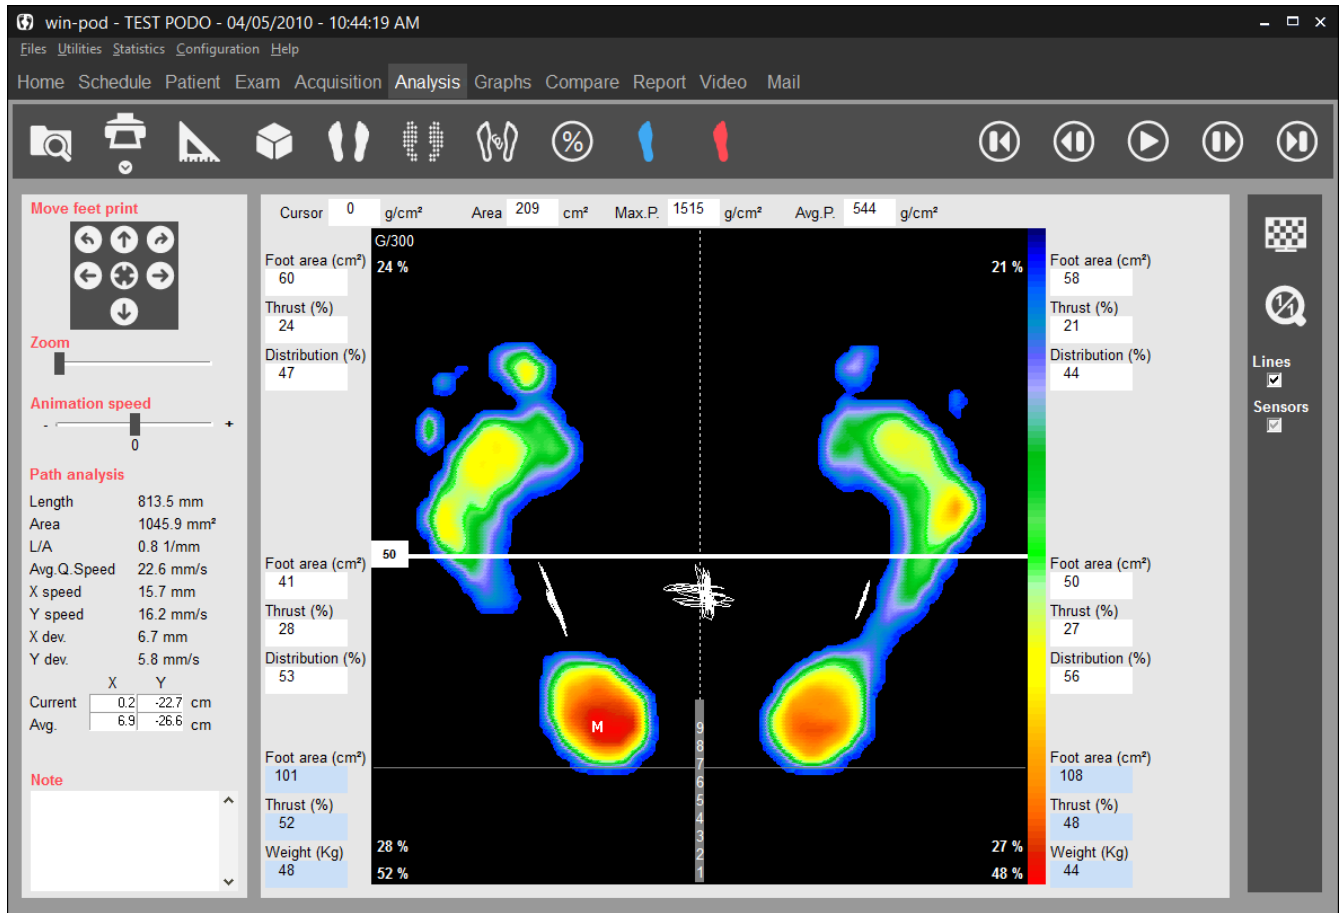 win-pod - TEST PODO - 04/05/2010 - 10:44:19 AM
Files Utilities Statistics Configuration Help
Home Schedule Patient Exam Acquisition Analysis Graphs Compare Report Video Mail
%
Move feet print
Zoom
Animation speed
- +
0
Path analysis
Length 813.5 mm
Area 1045.9 mm²
L/A 0.8 1/mm
Avg.Q.Speed 22.6 mm/s
X speed 15.7 mm
Y speed 16.2 mm/s
X dev. 6.7 mm
Y dev. 5.8 mm/s
X Y
Current 0.2 -22.7 cm
Avg. 6.9 -26.6 cm
Note
Cursor 0 g/cm² Area 209 cm² Max.P. 1515 g/cm² Avg.P. 544 g/cm²
Foot area (cm²)
60
Thrust (%)
24
Distribution (%)
47
Foot area (cm²)
41
Thrust (%)
28
Distribution (%)
53
Foot area (cm²)
101
Thrust (%)
52
Weight (Kg)
48
G/300
24 %
21 %
50
M
9
8
7
6
5
4
3
2
1
28 %
27 %
52 %
48 %
Foot area (cm²)
58
Thrust (%)
21
Distribution (%)
44
Foot area (cm²)
50
Thrust (%)
27
Distribution (%)
56
Foot area (cm²)
108
Thrust (%)
48
Weight (Kg)
44
1/1
Lines
Sensors